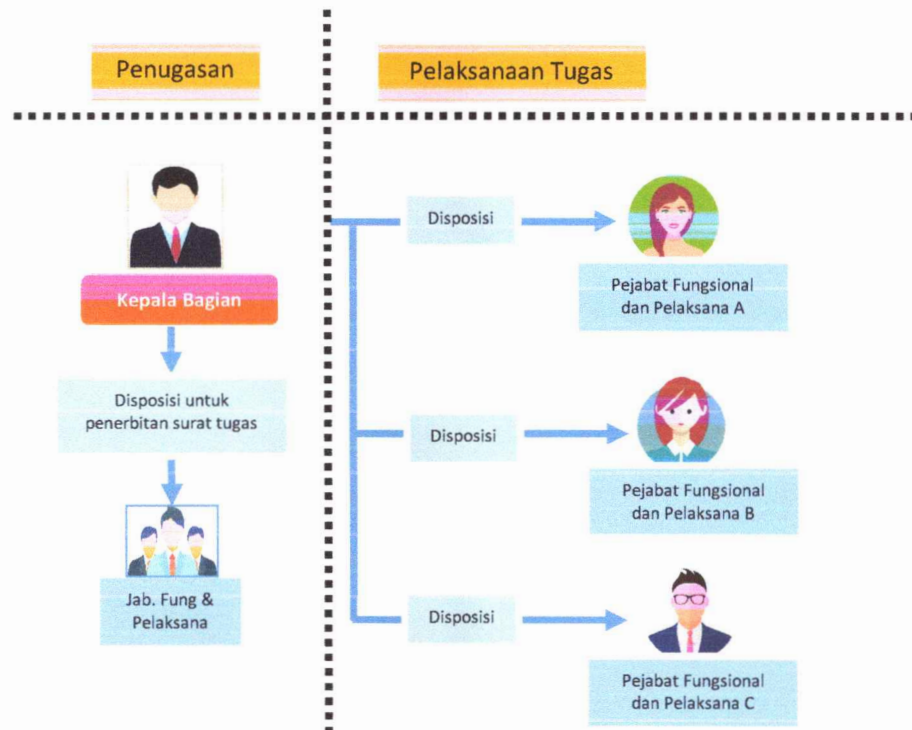 Penugasan
Pelaksanaan Tugas
Kepala Bagian
Disposisi untuk
penerbitan surat tugas
Jab. Fung &
Pelaksana
Disposisi
Pejabat Fungsional
dan Pelaksana A
Disposisi
Pejabat Fungsional
dan Pelaksana B
Disposisi
Pejabat Fungsional
dan Pelaksana C